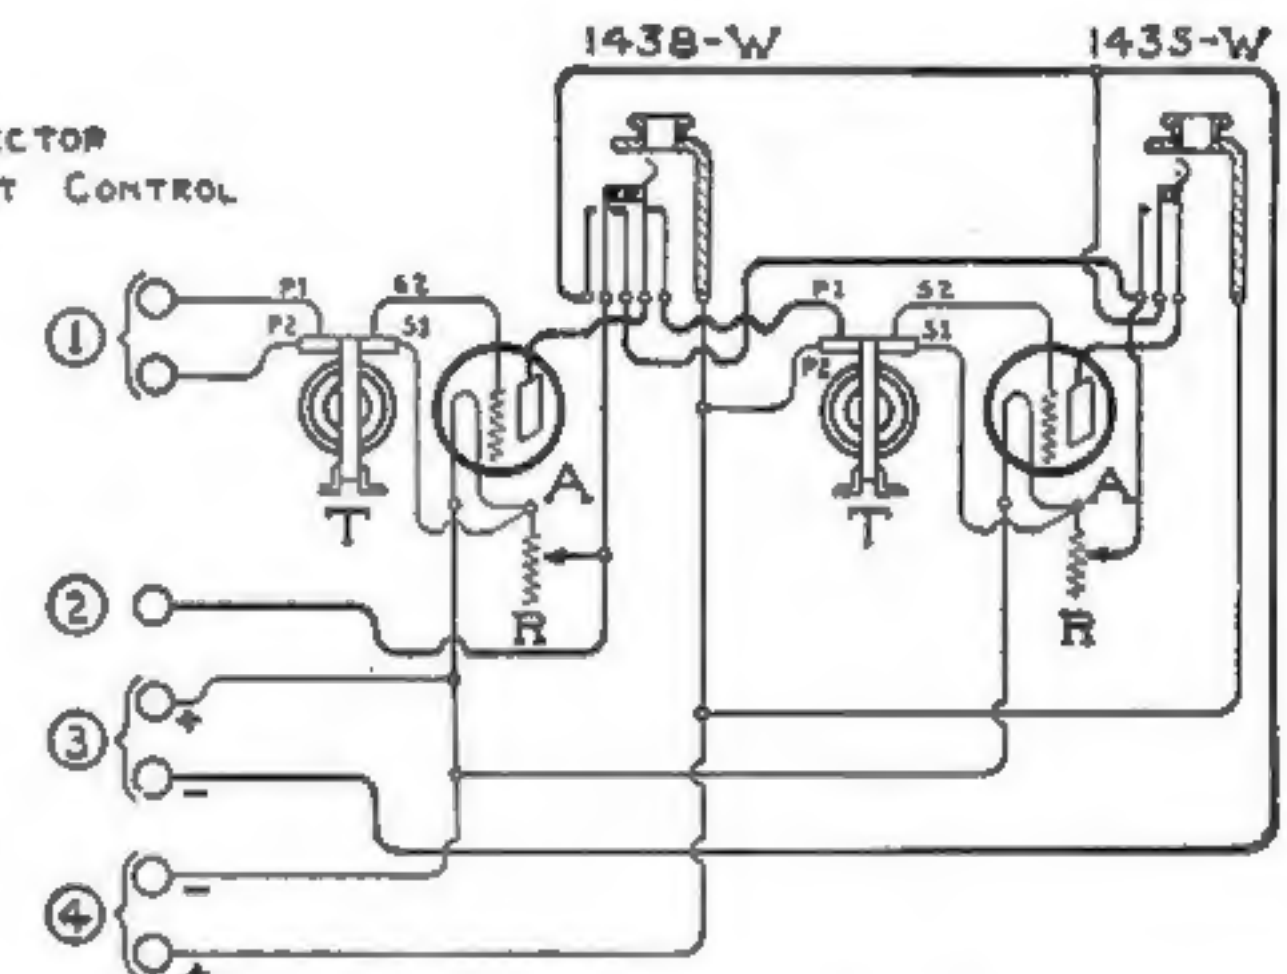 1438-W 1435-W
CTOR
T CONTROL
P1 S2 P1 S2
1 P2 S1 P2 S1
A A
T T
2 R R
+
3
-
-
4
+